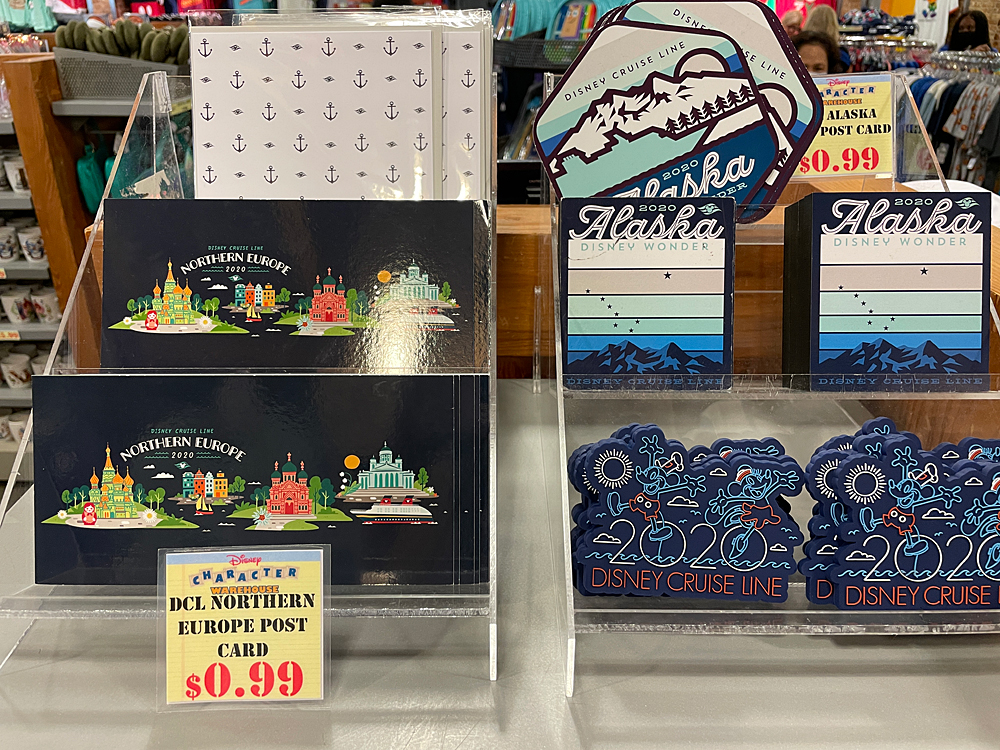 DISNEY CRUISE LINE
NORTHERN EUROPE
2020
DISNEY CRUISE LINE
NORTHERN EUROPE
2020
Disney
CHARACTER
WAREHOUSE
DCL NORTHERN
EUROPE POST
CARD
$0.99
DISNEY CRUISE LINE
2020
Alaska
WONDER
DISNEY
LINE
Disney
CHARACTER
WAREHOUSE
ALASKA
POST CARD
$0.99
2020
Alaska
DISNEY WONDER
DISNEY CRUISE LINE
2020
Alaska
DISNEY WONDER
DISNEY CRUISE LINE
2020
DISNEY CRUISE LINE
D
2020
DISNEY CRUISE